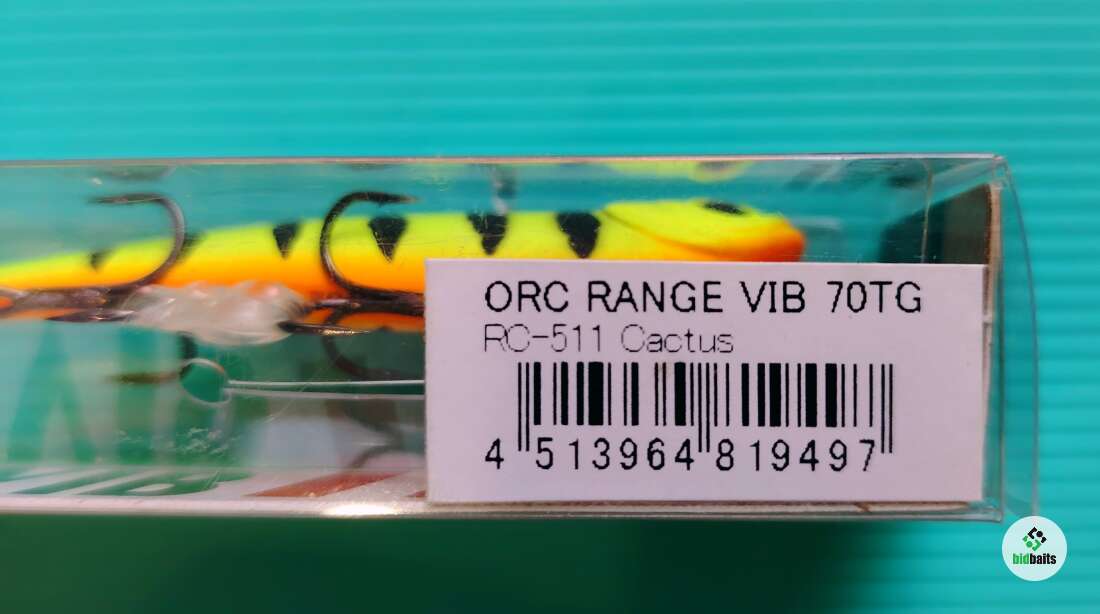 ORC RANGE VIB 70TG
RC-511 Cactus
4 513964 819497
bidbaits